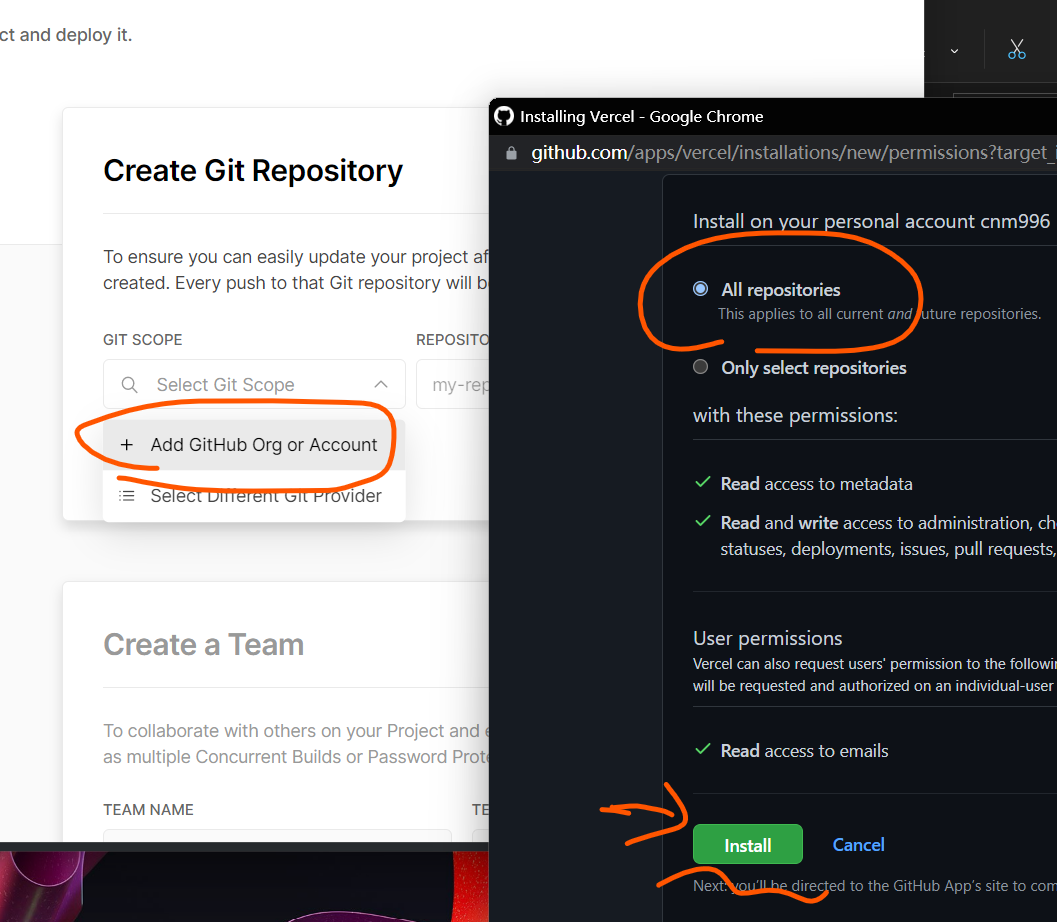 ct and deploy it.
Create Git Repository
To ensure you can easily update your project af
created. Every push to that Git repository will b
GIT SCOPE
REPOSITO
Select Git Scope
my-rep
Add GitHub Org or Account
Select Different Git Provider
Create a Team
To collaborate with others on your Project and e
as multiple Concurrent Builds or Password Prote
TEAM NAME
TE
Installing Vercel - Google Chrome
github.com/apps/vercel/installations/new/permissions?target_i
Install on your personal account cnm996
All repositories
This applies to all current and future repositories.
Only select repositories
with these permissions:
Read access to metadata
Read and write access to administration, che
statuses, deployments, issues, pull requests,
User permissions
Vercel can also request users' permission to the followin
will be requested and authorized on an individual-user
Read access to emails
Install
Cancel
Next: you'll be directed to the GitHub App's site to com